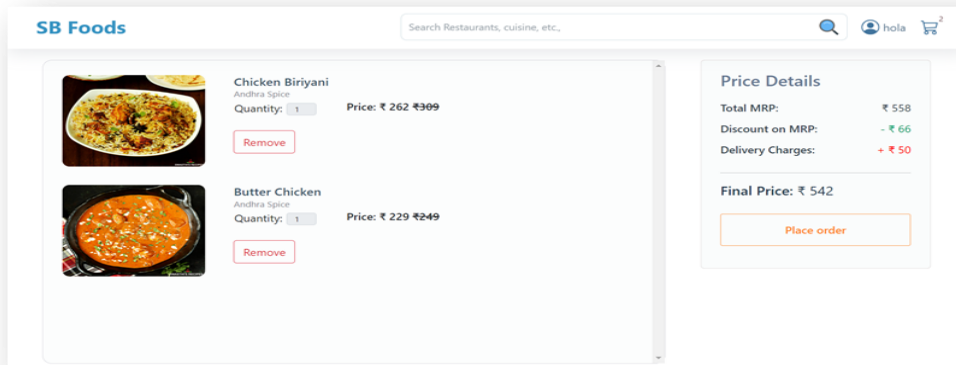 SB Foods
Search Restaurants, cuisine, etc.,
hola
2
Chicken Biriyani
Andhra Spice
Quantity: 1
Price: ₹ 262 ₹309
Remove
Butter Chicken
Andhra Spice
Quantity: 1
Price: ₹ 229 ₹249
Remove
Price Details
Total MRP: ₹ 558
Discount on MRP: - ₹ 66
Delivery Charges: + ₹ 50
Final Price: ₹ 542
Place order